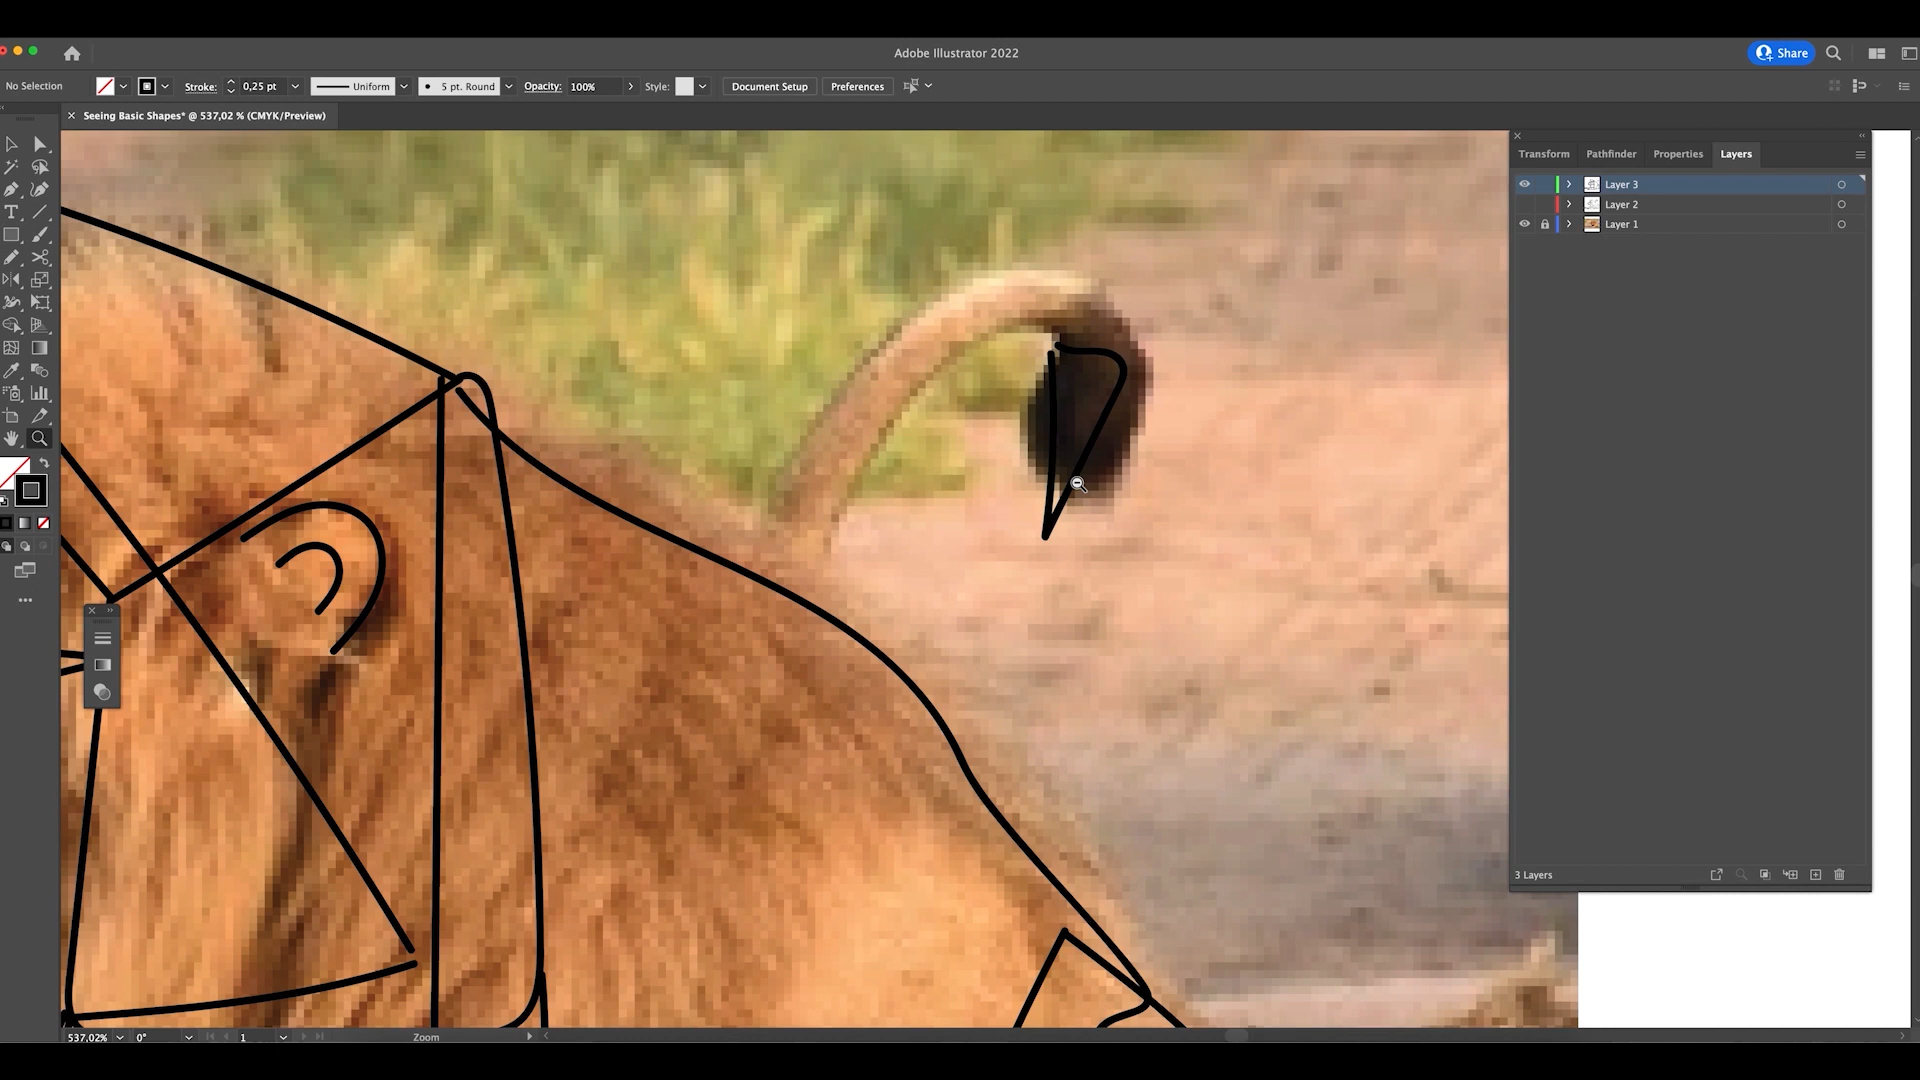 Adobe Illustrator 2022
Share
No Selection
Stroke:
0,25 pt
Uniform
5 pt. Round
Opacity:
100%
Style:
Document Setup
Preferences
Seeing Basic Shapes* @ 537,02 % (CMYK/Preview)
Transform
Pathfinder
Properties
Layers
Layer 3
Layer 2
Layer 1
3 Layers
537,02%
0°
1
Zoom